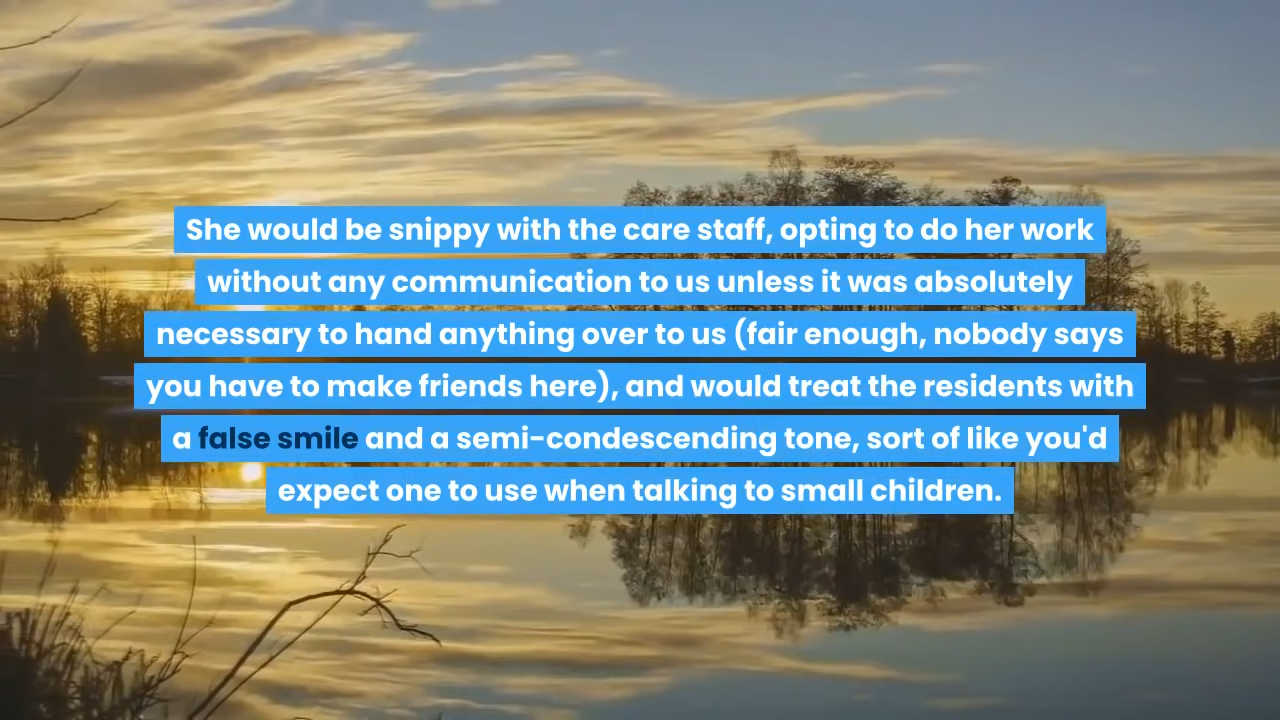 She would be snippy with the care staff, opting to do her work
without any communication to us unless it was absolutely
necessary to hand anything over to us (fair enough, nobody says
you have to make friends here), and would treat the residents with
a false smile and a semi-condescending tone, sort of like you'd
expect one to use when talking to small children.